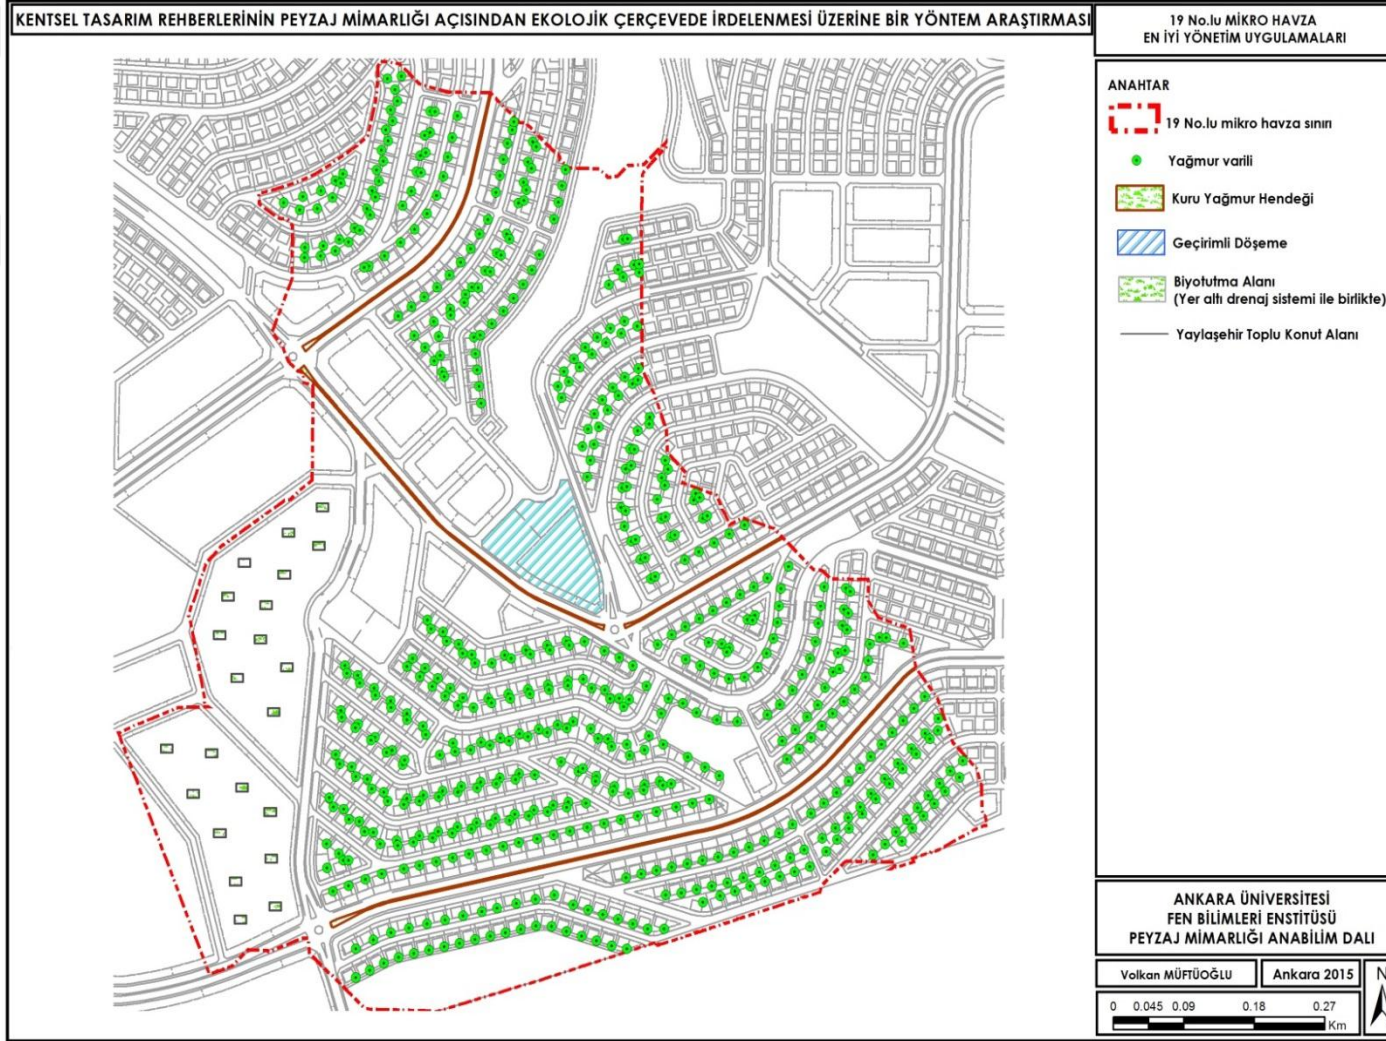 KENTSEL TASARIM REHBERLERİNİN PEYZAJ MİMARLIĞI AÇISINDAN EKOLOJİK ÇERÇEVEDE İRDELENMESİ ÜZERİNE BİR YÖNTEM ARAŞTIRMASI
19 No.lu MİKRO HAVZA
EN İYİ YÖNETİM UYGULAMALARI
ANAHTAR
19 No.lu mikro havza sınırı
Yağmur varili
Kuru Yağmur Hendeği
Geçirimli Döşeme
Biyotutma Alanı
(Yer altı drenaj sistemi ile birlikte)
Yaylaşehir Toplu Konut Alanı
ANKARA ÜNİVERSİTESİ
FEN BİLİMLERİ ENSTİTÜSÜ
PEYZAJ MİMARLIĞI ANABİLİM DALI
Volkan MÜFTÜOĞLU
Ankara 2015
N
0 0.045 0.09 0.18 0.27
Km